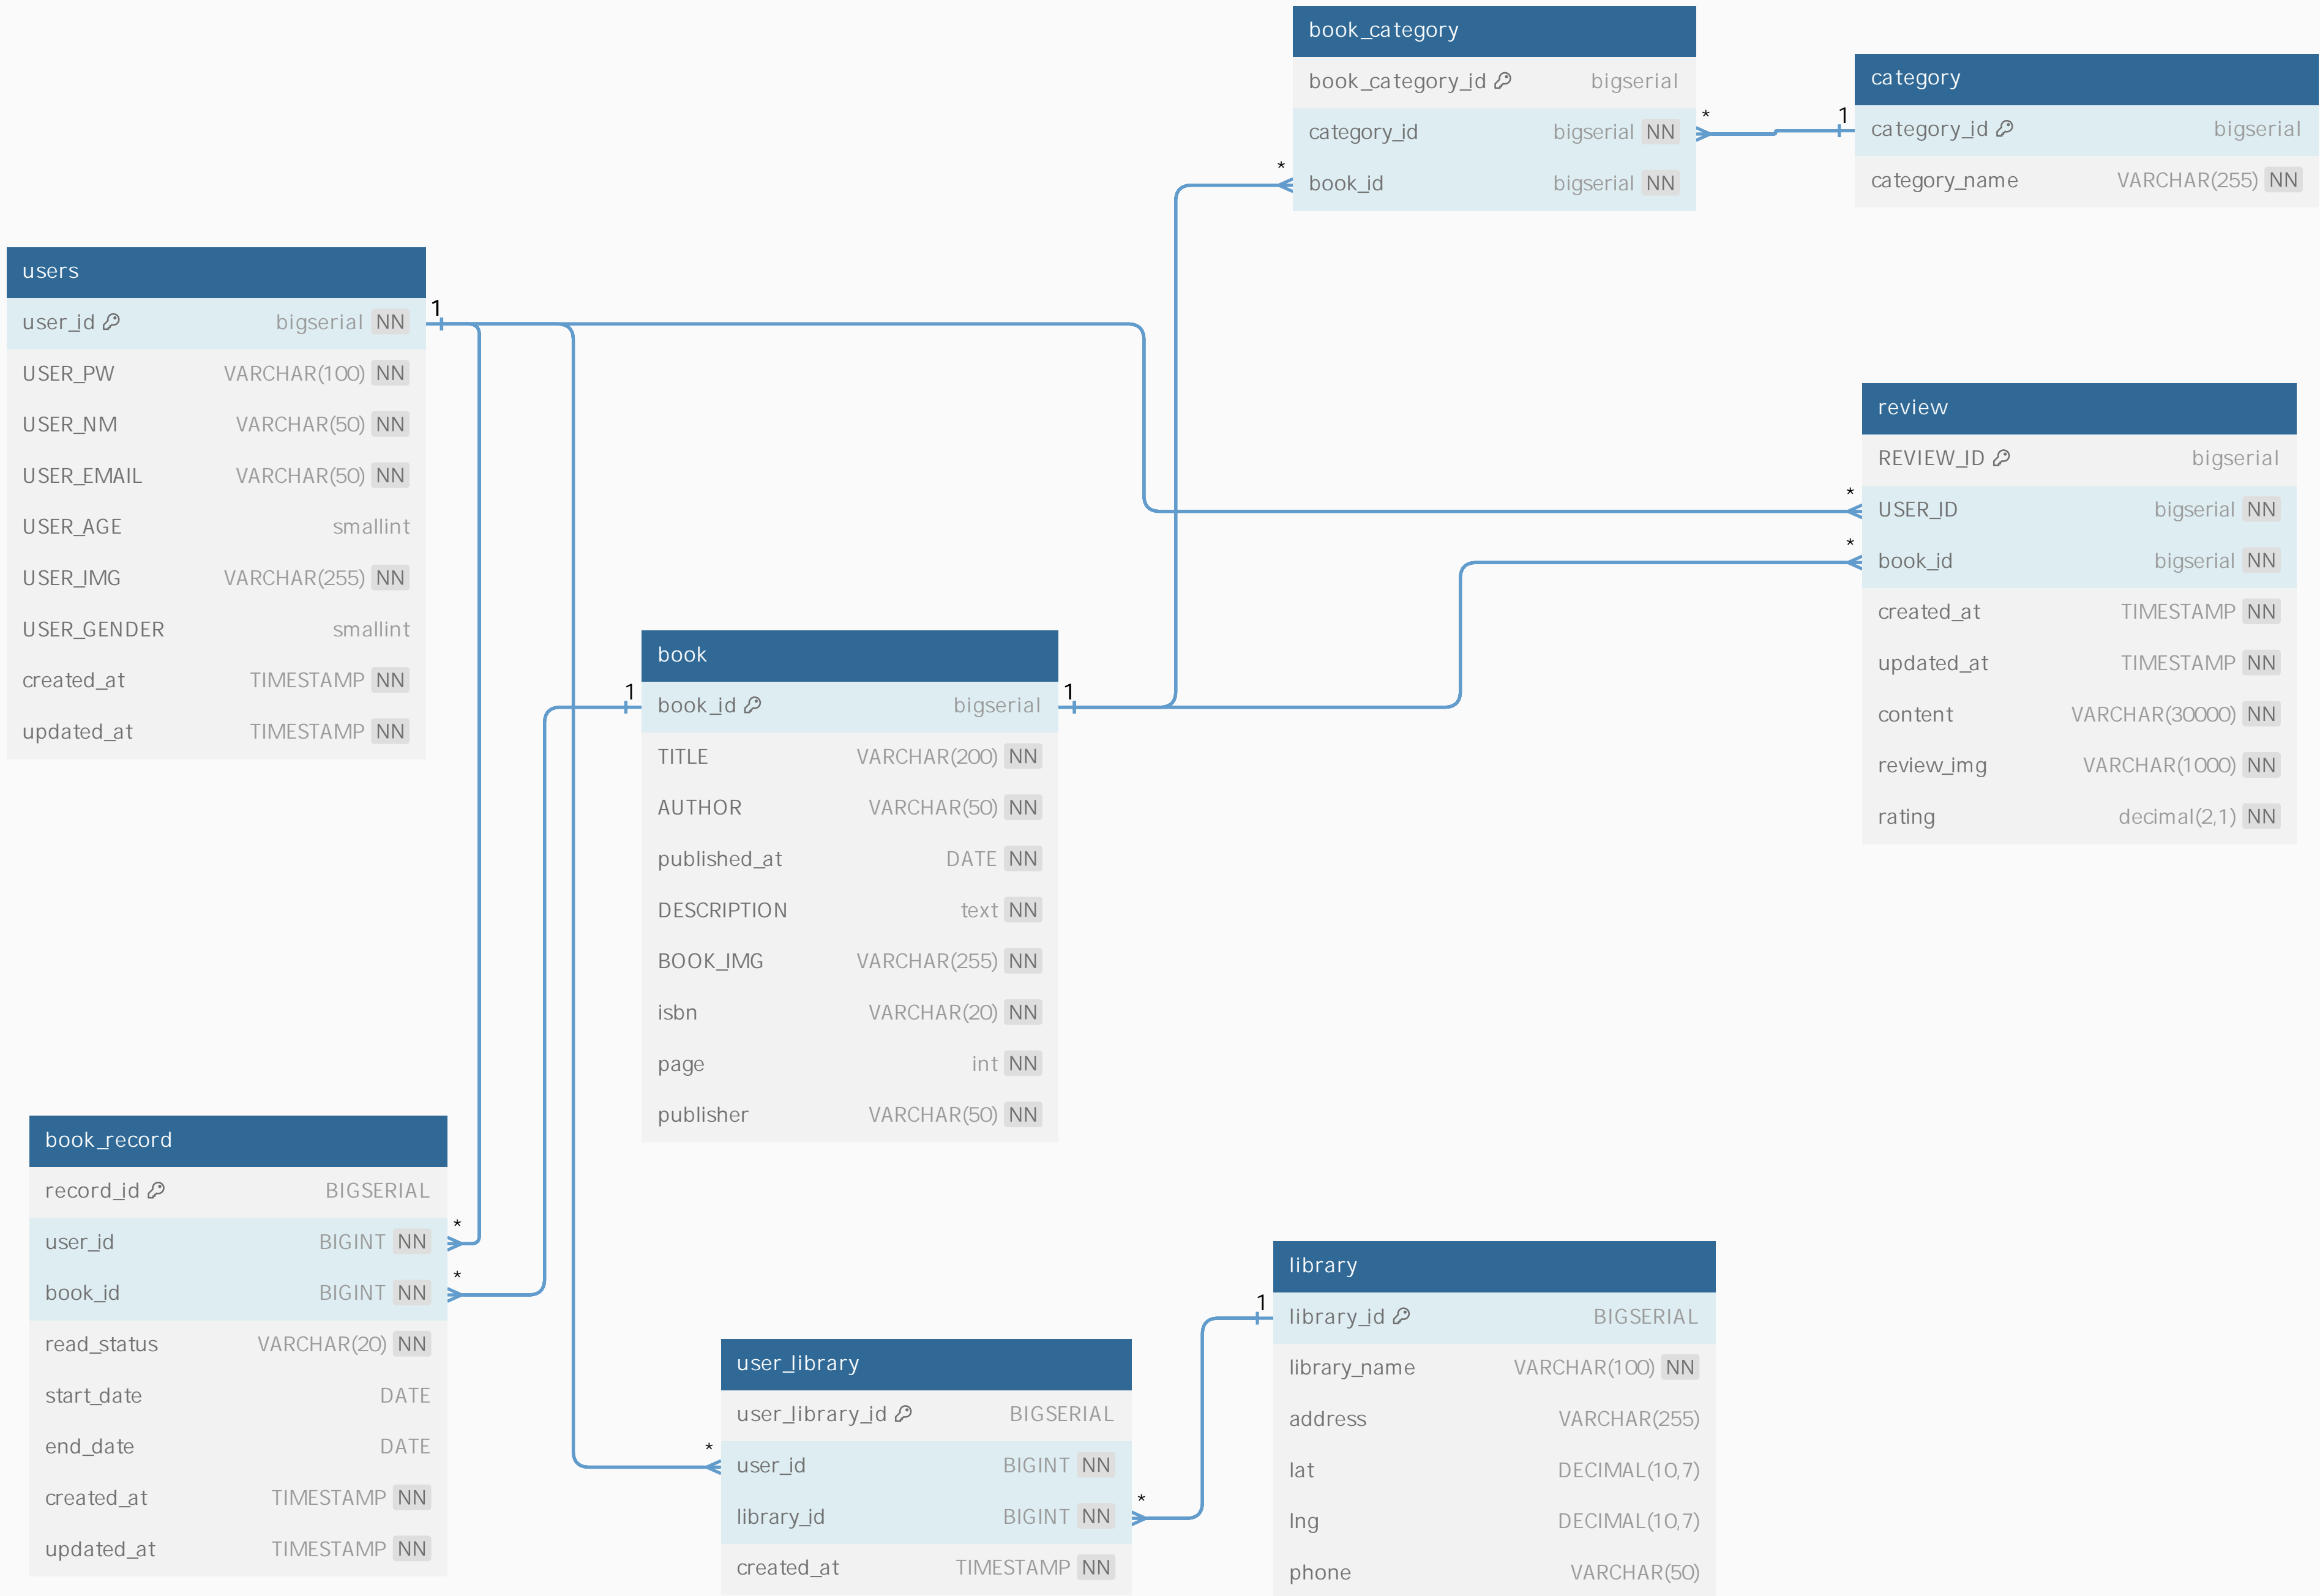 book_category
book_category_id bigserial
category_id bigserial NN
book_id bigserial NN
*
*
category
category_id bigserial
category_name VARCHAR(255) NN
1
users
user_id bigserial NN
USER_PW VARCHAR(100) NN
USER_NM VARCHAR(50) NN
USER_EMAIL VARCHAR(50) NN
USER_AGE smallint
USER_IMG VARCHAR(255) NN
USER_GENDER smallint
created_at TIMESTAMP NN
updated_at TIMESTAMP NN
1
review
REVIEW_ID bigserial
USER_ID bigserial NN
book_id bigserial NN
created_at TIMESTAMP NN
updated_at TIMESTAMP NN
content VARCHAR(30000) NN
review_img VARCHAR(1000) NN
rating decimal(2,1) NN
*
*
book
book_id bigserial
TITLE VARCHAR(200) NN
AUTHOR VARCHAR(50) NN
published_at DATE NN
DESCRIPTION text NN
BOOK_IMG VARCHAR(255) NN
isbn VARCHAR(20) NN
page int NN
publisher VARCHAR(50) NN
1
1
book_record
record_id BIGSERIAL
user_id BIGINT NN
book_id BIGINT NN
read_status VARCHAR(20) NN
start_date DATE
end_date DATE
created_at TIMESTAMP NN
updated_at TIMESTAMP NN
*
*
user_library
user_library_id BIGSERIAL
user_id BIGINT NN
library_id BIGINT NN
created_at TIMESTAMP NN
*
*
library
library_id BIGSERIAL
library_name VARCHAR(100) NN
address VARCHAR(255)
lat DECIMAL(10,7)
lng DECIMAL(10,7)
phone VARCHAR(50)
1